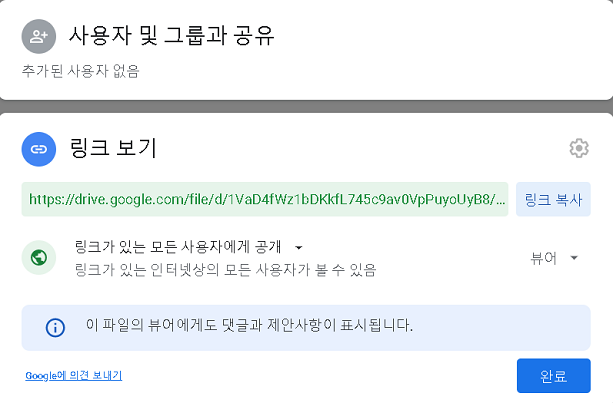 사용자 및 그룹과 공유
추가된 사용자 없음
링크 보기
https://drive.google.com/file/d/1VaD4fWz1bDKkfL745c9av0VpPuyoUyB8/...
링크 복사
링크가 있는 모든 사용자에게 공개
링크가 있는 인터넷상의 모든 사용자가 볼 수 있음
뷰어
이 파일의 뷰어에게도 댓글과 제안사항이 표시됩니다.
Google에 의견 보내기
완료